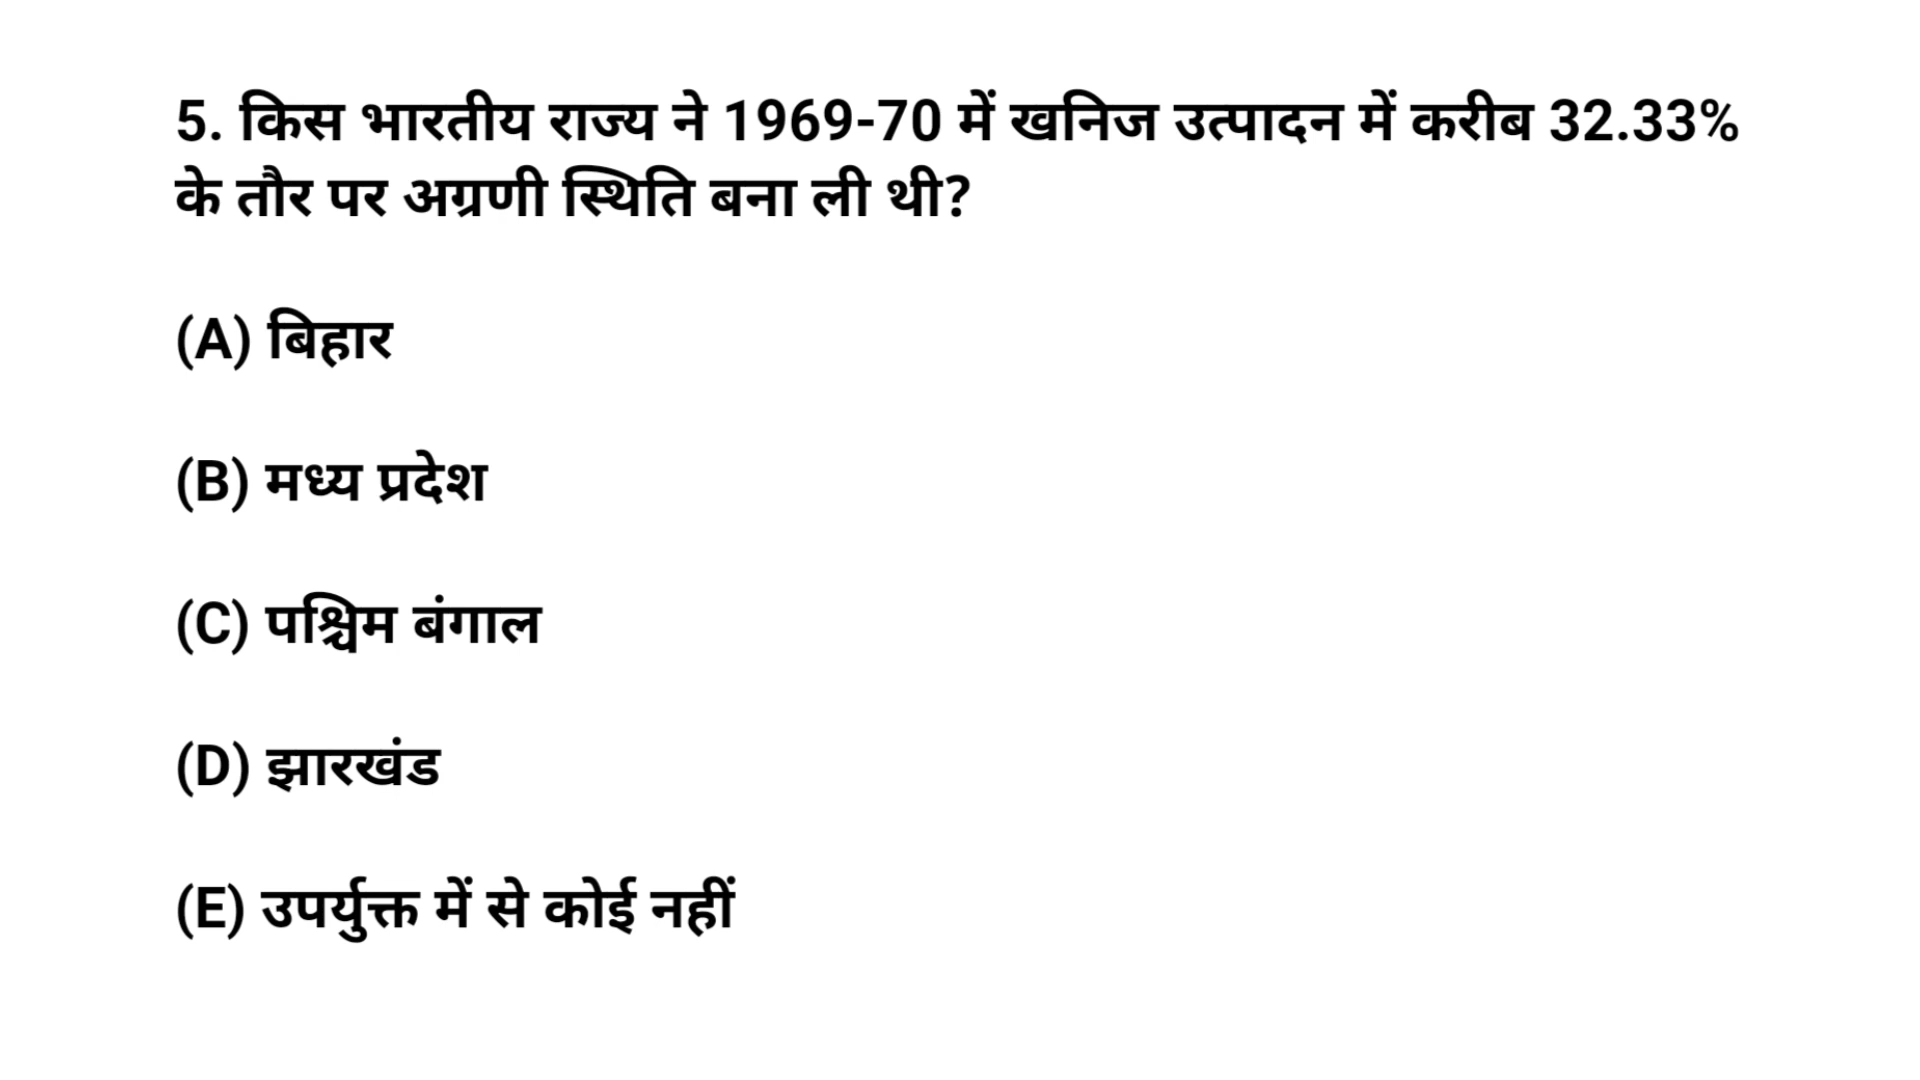 5. किस भारतीय राज्य ने 1969-70 में खनिज उत्पादन में करीब 32.33%
के तौर पर अग्रणी स्थिति बना ली थी?
(A) बिहार
(B) मध्य प्रदेश
(C) पश्चिम बंगाल
(D) झारखंड
(E) उपर्युक्त में से कोई नहीं